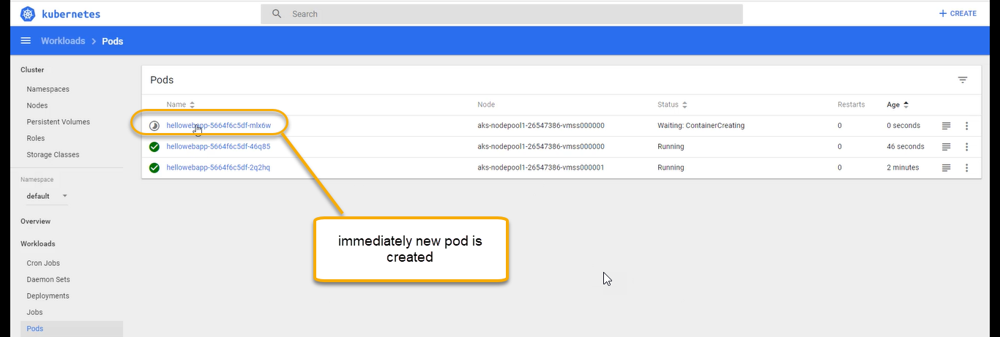 kubernetes
Search
CREATE
Workloads > Pods
Cluster
Namespaces
Nodes
Persistent Volumes
Roles
Storage Classes
Namespace
default
Overview
Workloads
Cron Jobs
Daemon Sets
Deployments
Jobs
Pods
Pods
Name Node Status Restarts Age
hellowebapp-5664f6c5df-mlx6w aks-nodepool1-26547386-vmss000000 Waiting: ContainerCreating 0 0 seconds
hellowebapp-5664f6c5df-46q85 aks-nodepool1-26547386-vmss000000 Running 0 46 seconds
hellowebapp-5664f6c5df-2q2hq aks-nodepool1-26547386-vmss000001 Running 0 2 minutes
immediately new pod is
created